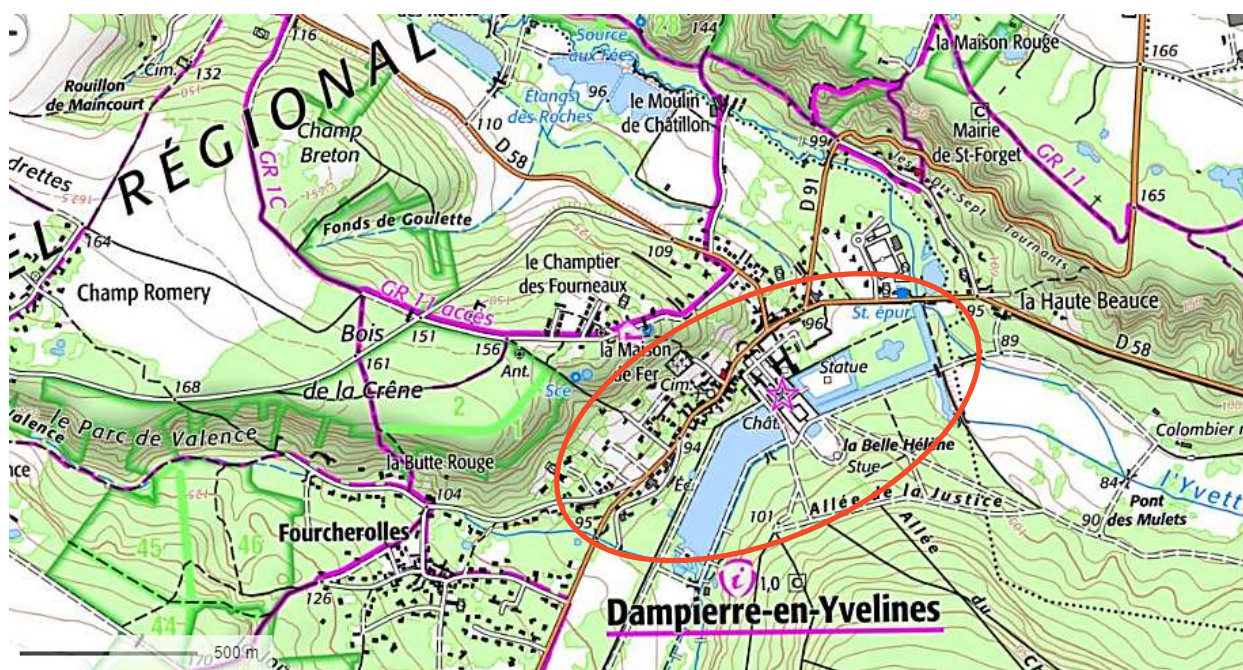 116
132
Cim.
Rouillon
de Maincourt
RÉGIONAL
Source
aux Fées
28
144
la Maison Rouge
166
Étangs
des Roches
96
le Moulin
de Châtillon
110
D 58
Champ
Breton
GR 1C
Mairie
de St-Forget
C
GR 11
99
D 91
Dix-Sept
Tournants
165
Fonds de Goulette
109
le Champtier
des Fourneaux
164
Champ Romery
GR 11 accès
151
156
Ant.
Bois
de la Crêne
161
168
la Maison
de Fer
Cim.
Sce
96
St. épur.
95
la Haute Beauce
89
D 58
Statue
Chât.
2
1
le Parc de Valence
la Butte Rouge
104
94
la Belle Hélène
Stue
Colombier
l'Yvette
84
Pont
des Mulets
90
Allée de la Justice
101
Éc.
95
Fourcherolles
45
46
44
126
170
i
1,0
C
Allée
du
Dampierre-en-Yvelines
500 m